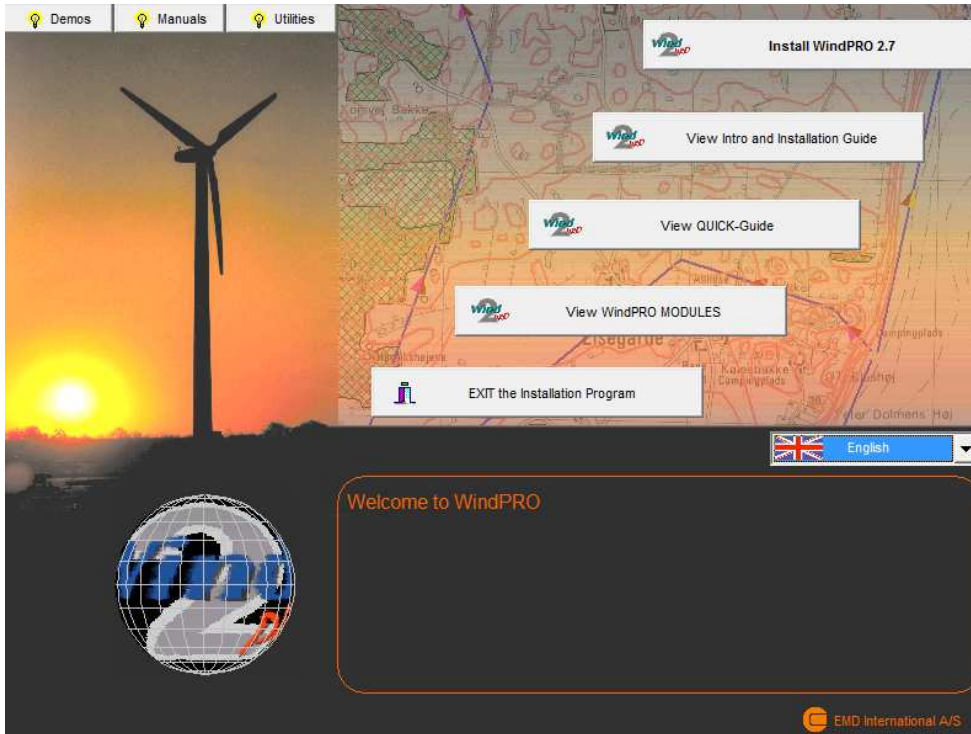 Demos
Manuals
Utilities
Install WindPRO 2.7
View Intro and Installation Guide
View QUICK-Guide
View WindPRO MODULES
EXIT the Installation Program
English
Welcome to WindPRO
EMD International A/S